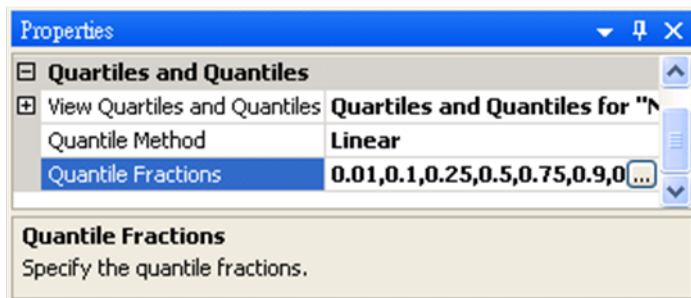 Properties
Quartiles and Quantiles
View Quartiles and Quantiles Quartiles and Quantiles for "N
Quantile Method Linear
Quantile Fractions 0.01,0.1,0.25,0.5,0.75,0.9,0 ...
Quantile Fractions
Specify the quantile fractions.